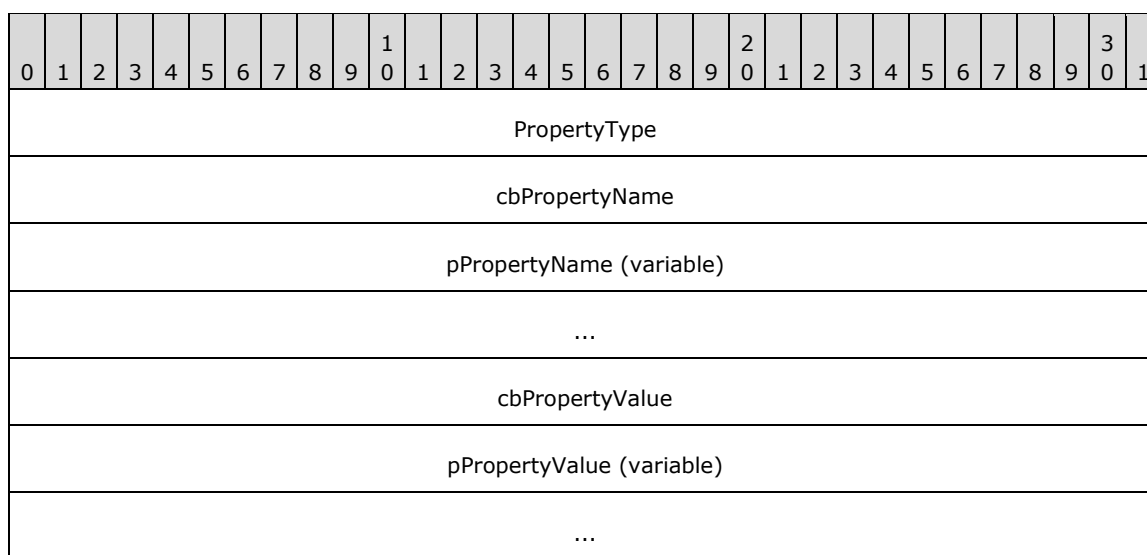 1 2 3
0 1 2 3 4 5 6 7 8 9 0 1 2 3 4 5 6 7 8 9 0 1 2 3 4 5 6 7 8 9 0 1
PropertyType
cbPropertyName
pPropertyName (variable)
...
cbPropertyValue
pPropertyValue (variable)
...